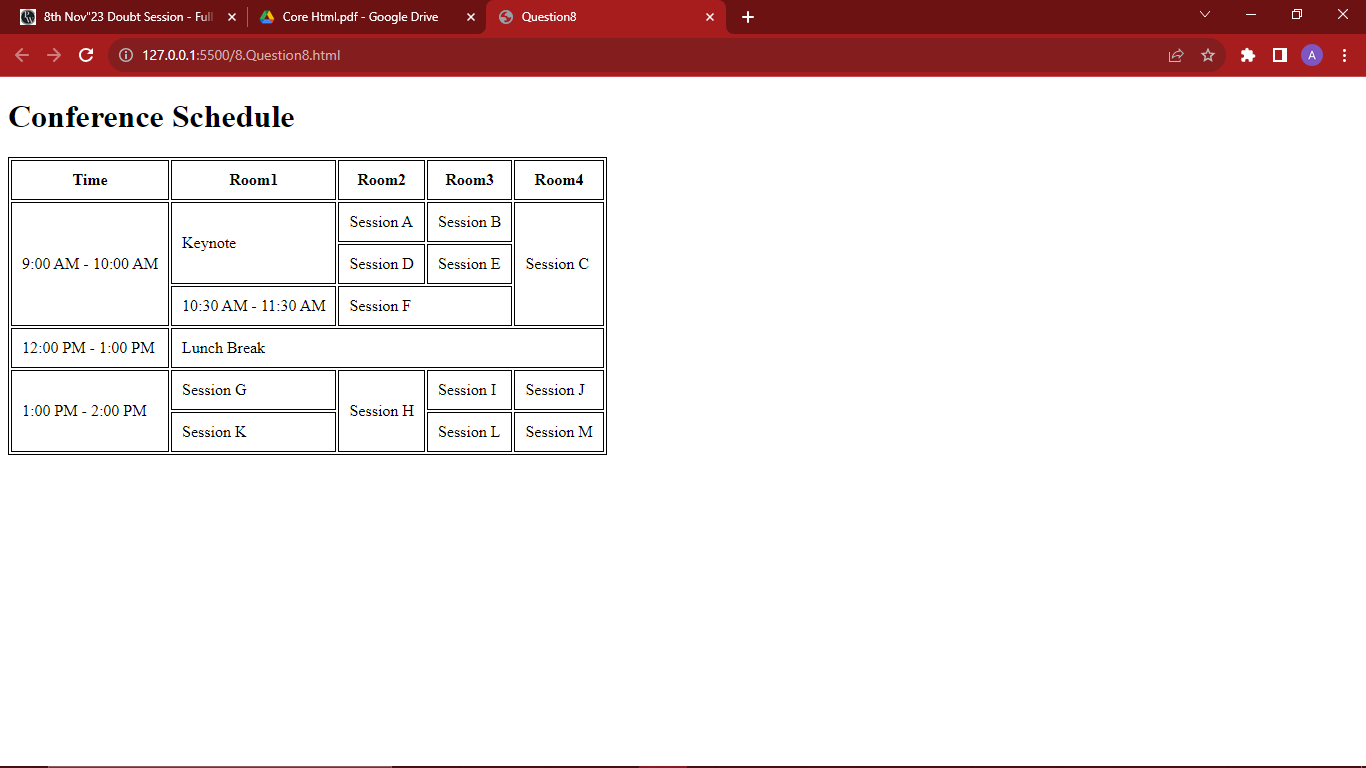 8th Nov"23 Doubt Session - Full
Core Html.pdf - Google Drive
Question8
127.0.0.1:5500/8.Question8.html
A
Conference Schedule
Time Room1 Room2 Room3 Room4
9:00 AM - 10:00 AM Keynote Session A Session B Session C
Session D Session E
10:30 AM - 11:30 AM Session F
12:00 PM - 1:00 PM Lunch Break
1:00 PM - 2:00 PM Session G Session H Session I Session J
Session K Session L Session M